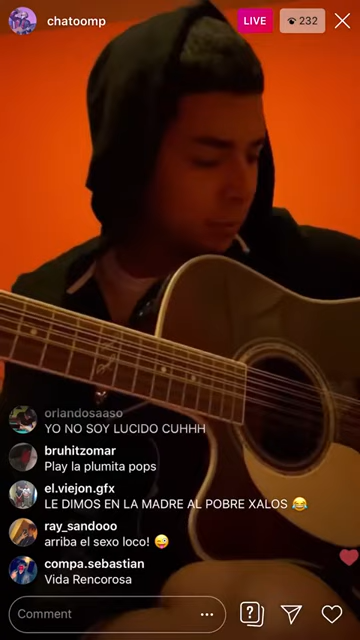 chatoomp
LIVE
232
orlandosaaso
YO NO SOY LUCIDO CUHHH
bruhitzomar
Play la plumita pops
el.viejon.gfx
LE DIMOS EN LA MADRE AL POBRE XALOS 😂
ray_sandooo
arriba el sexo loco! 😜
compa.sebastian
Vida Rencorosa
Comment